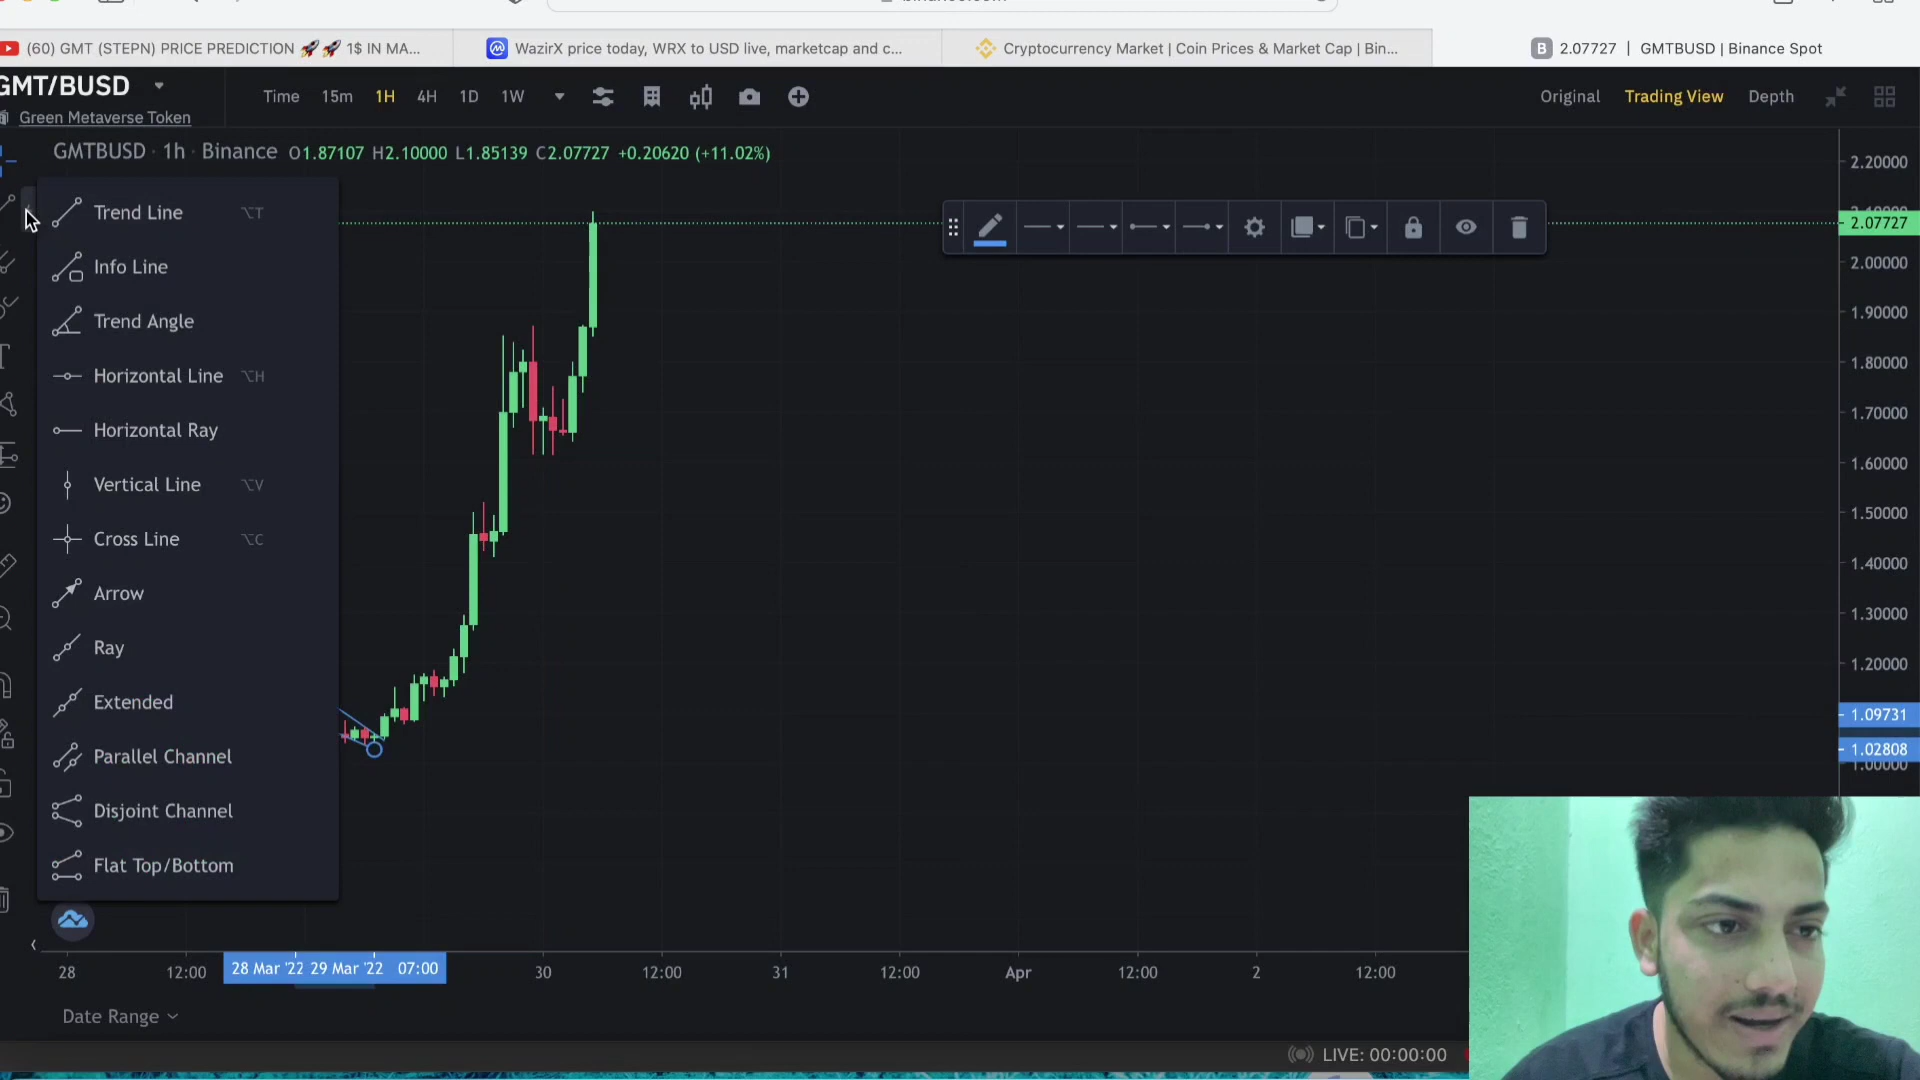 (60) GMT (STEPN) PRICE PREDICTION 🚀🚀 1$ IN MA...
WazirX price today, WRX to USD live, marketcap and c...
Cryptocurrency Market | Coin Prices & Market Cap | Bin...
B 2.07727 | GMTBUSD | Binance Spot
GMT/BUSD
Green Metaverse Token
Time 15m 1H 4H 1D 1W
Original Trading View Depth
GMTBUSD · 1h · Binance O1.87107 H2.10000 L1.85139 C2.07727 +0.20620 (+11.02%)
Trend Line ⌥T
Info Line
Trend Angle
Horizontal Line ⌥H
Horizontal Ray
Vertical Line ⌥V
Cross Line ⌥C
Arrow
Ray
Extended
Parallel Channel
Disjoint Channel
Flat Top/Bottom
2.20000
2.07727
2.00000
1.90000
1.80000
1.70000
1.60000
1.50000
1.40000
1.30000
1.20000
1.09731
1.02808
1.00000
28 12:00 28 Mar '22 29 Mar '22 07:00 30 12:00 31 12:00 Apr 12:00 2 12:00
Date Range
LIVE: 00:00:00